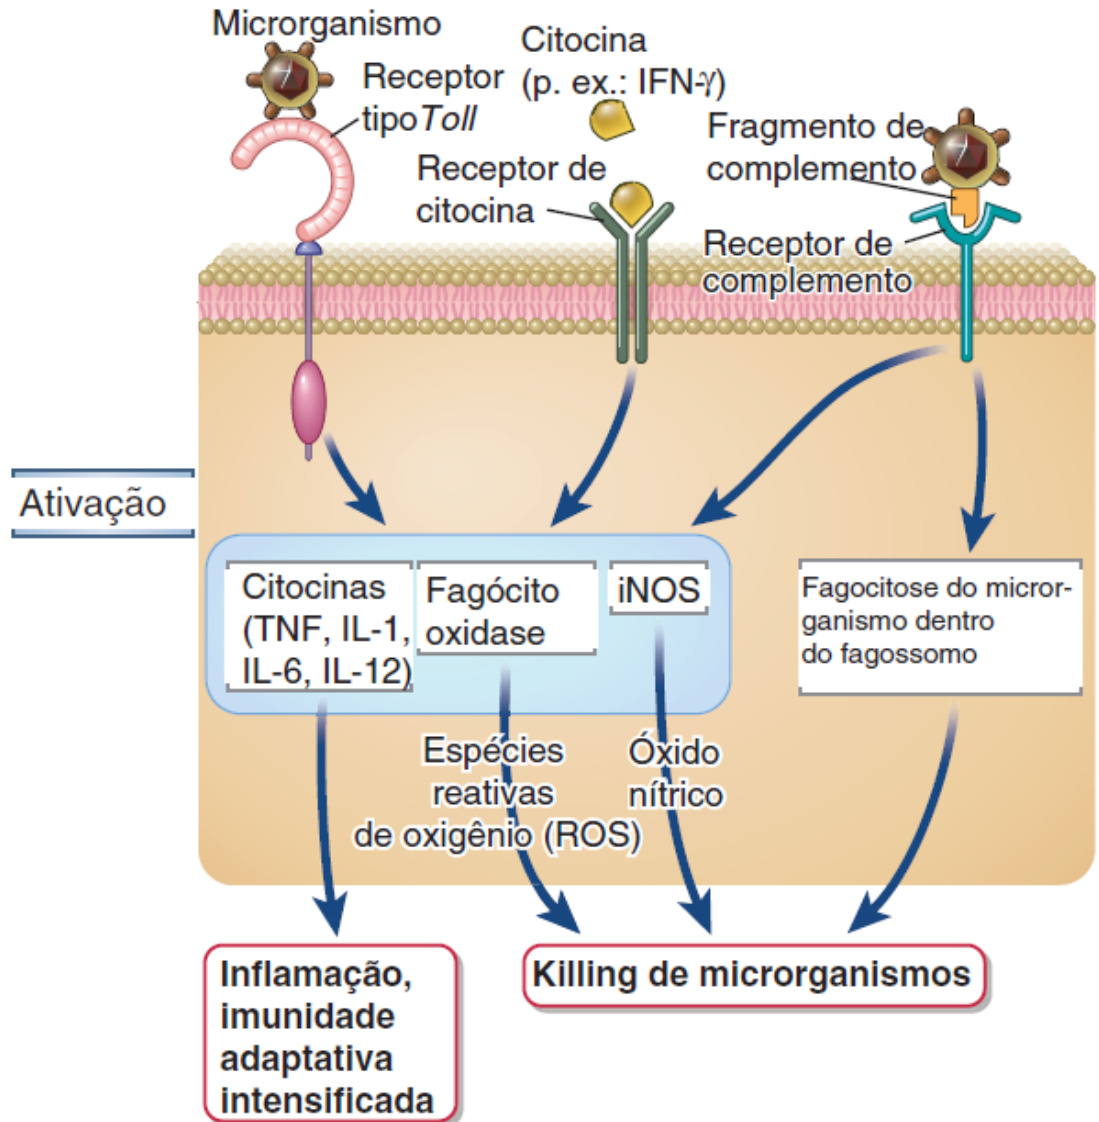 Microrganismo
Receptor
tipo Toll
Citocina
(p. ex.: IFN-γ)
Receptor de
citocina
Fragmento de
complemento
Receptor de
complemento
Ativação
Citocinas
(TNF, IL-1,
IL-6, IL-12)
Fagócito
oxidase
iNOS
Fagocitose do micror-
ganismo dentro
do fagossomo
Espécies
reativas
de oxigênio (ROS)
Óxido
nítrico
Inflamação,
imunidade
adaptativa
intensificada
Killing de microrganismos